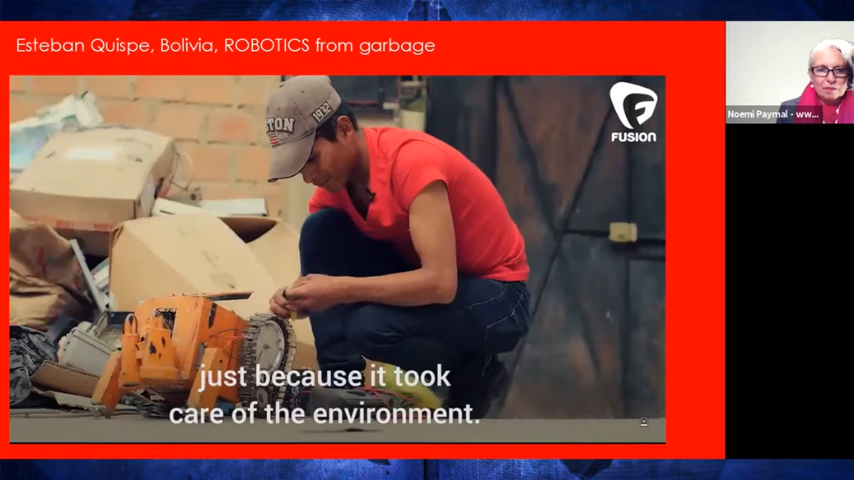 Esteban Quispe, Bolivia, ROBOTICS from garbage
FUSION
1932
TON
just because it took
care of the environment.
Noemi Paymal - ww...